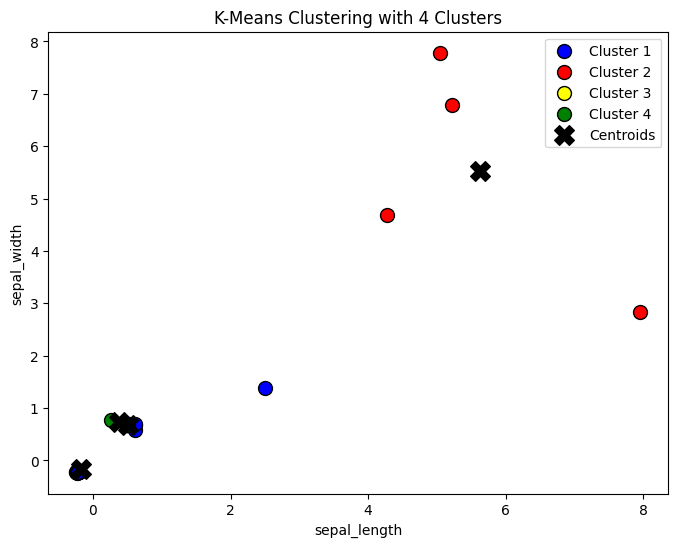 K-Means Clustering with 4 Clusters
Cluster 1
Cluster 2
Cluster 3
Cluster 4
Centroids
8
7
6
5
4
3
2
1
0
sepal_width
0 2 4 6 8
sepal_length